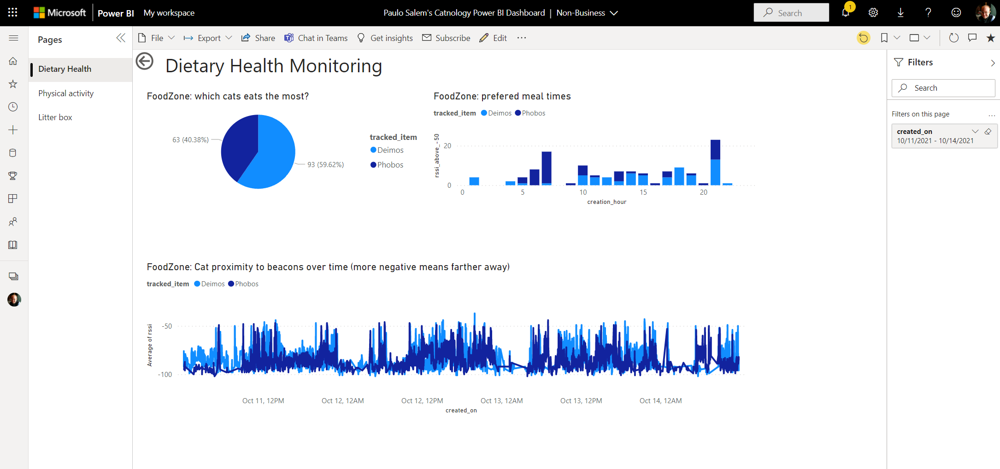 Microsoft Power BI My workspace
Paulo Salem's Catnology Power BI Dashboard | Non-Business
Search
1
Pages
File
Export
Share
Chat in Teams
Get insights
Subscribe
Edit
Dietary Health
Physical activity
Litter box
Dietary Health Monitoring
FoodZone: which cats eats the most?
63 (40.38%)
93 (59.62%)
tracked_item
Deimos
Phobos
FoodZone: prefered meal times
tracked_item Deimos Phobos
rssi_above_-50
20
0
0 5 10 15 20
creation_hour
FoodZone: Cat proximity to beacons over time (more negative means farther away)
tracked_item Deimos Phobos
Average of rssi
-50
-100
Oct 11, 12PM Oct 12, 12AM Oct 12, 12PM Oct 13, 12AM Oct 13, 12PM Oct 14, 12AM
created_on
Filters
Search
Filters on this page
created_on
10/11/2021 - 10/14/2021